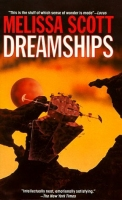 "This is the stuff of which sense of wonder is made" —Locus
MELISSA SCOTT
DREAMSHIPS
"Intellectually neat, emotionally satisfying."
—The New York Times